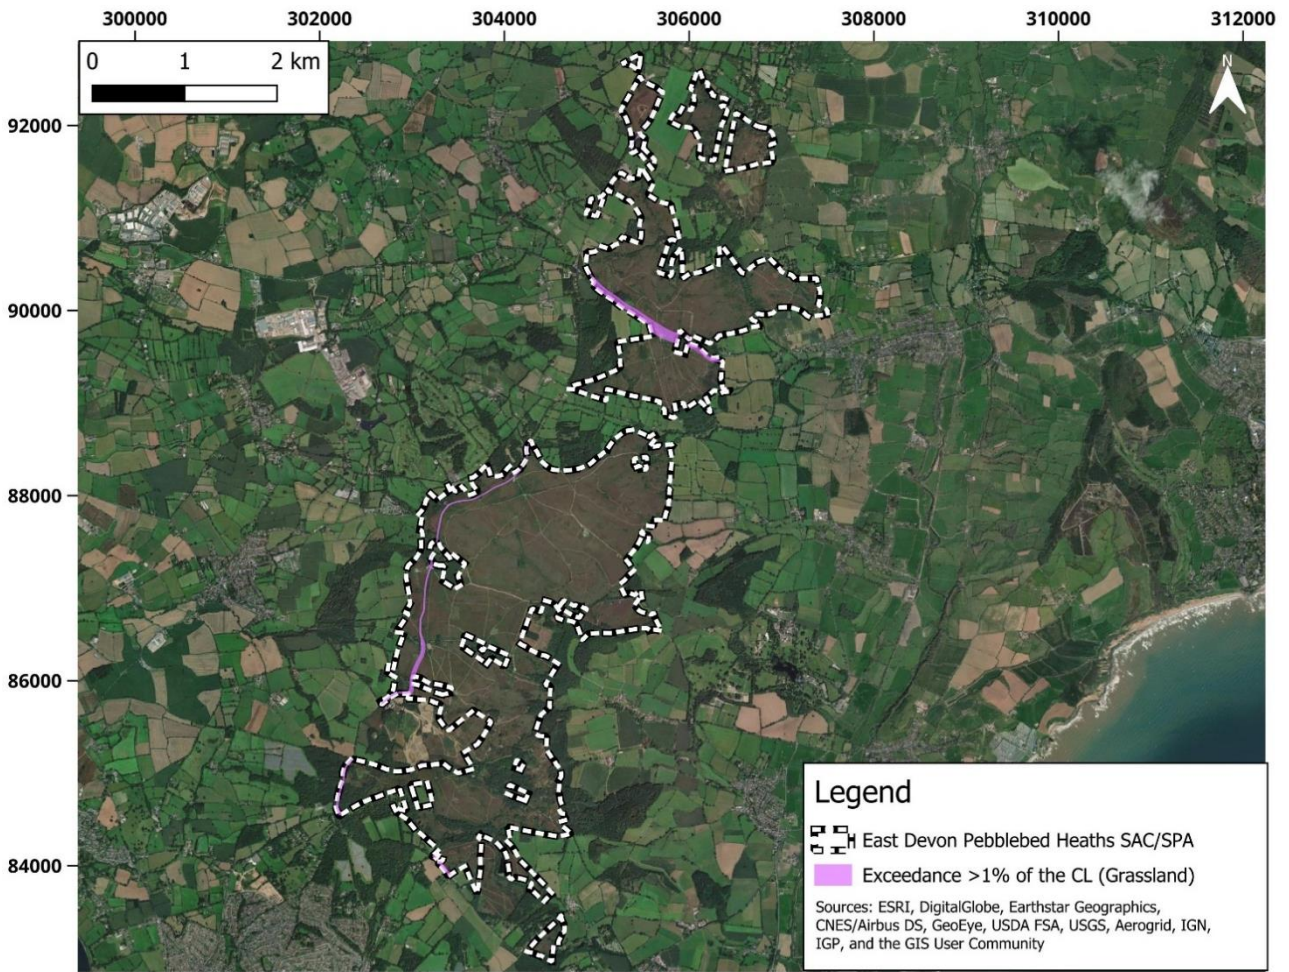 300000 302000 304000 306000 308000 310000 312000
0 1 2 km
N
92000
90000
88000
86000
84000
Legend
East Devon Pebblebed Heaths SAC/SPA
Exceedance >1% of the CL (Grassland)
Sources: ESRI, DigitalGlobe, Earthstar Geographics,
CNES/Airbus DS, GeoEye, USDA FSA, USGS, Aerogrid, IGN,
IGP, and the GIS User Community